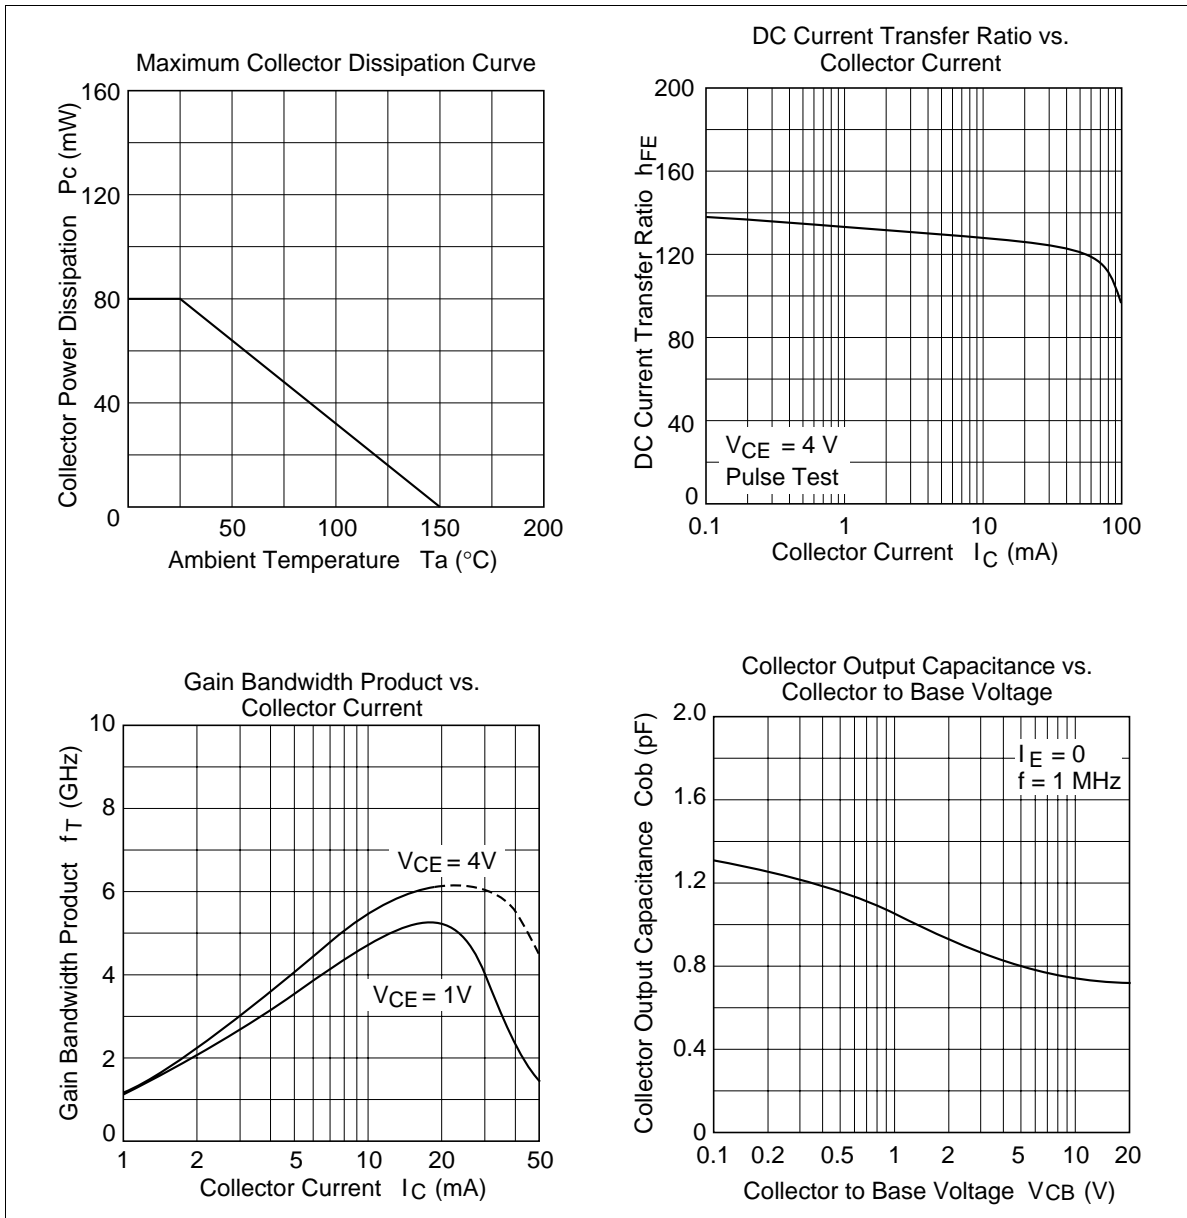 Maximum Collector Dissipation Curve
160
120
80
40
0
50 100 150 200
Collector Power Dissipation Pc (mW)
Ambient Temperature Ta (°C)
DC Current Transfer Ratio vs.
Collector Current
200
160
120
80
40
0
0.1 1 10 100
DC Current Transfer Ratio hFE
VCE = 4 V
Pulse Test
Collector Current IC (mA)
Gain Bandwidth Product vs.
Collector Current
10
8
6
4
2
0
1 2 5 10 20 50
Gain Bandwidth Product fT (GHz)
VCE = 4V
VCE = 1V
Collector Current IC (mA)
Collector Output Capacitance vs.
Collector to Base Voltage
2.0
1.6
1.2
0.8
0.4
0
0.1 0.2 0.5 1 2 5 10 20
Collector Output Capacitance Cob (pF)
IE = 0
f = 1 MHz
Collector to Base Voltage VCB (V)